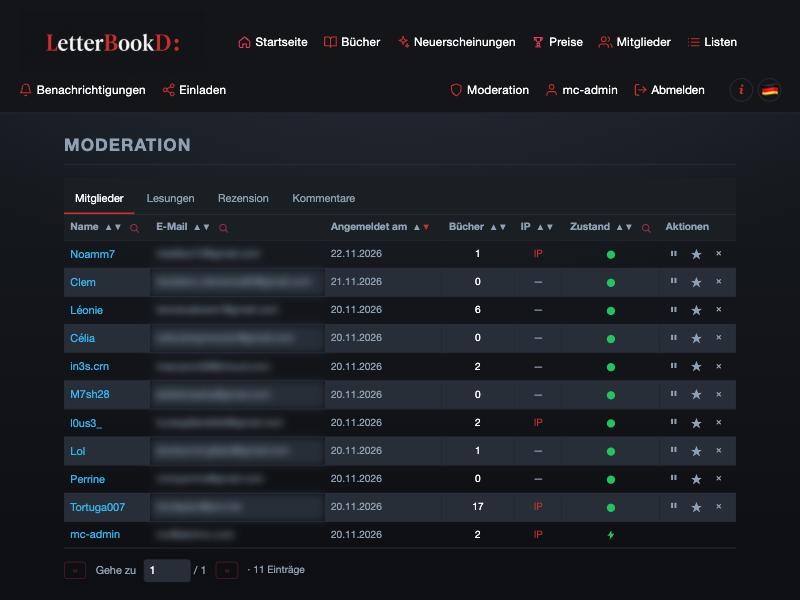 LetterBookD:
Startseite Bücher Neuerscheinungen Preise Mitglieder Listen
Benachrichtigungen Einladen Moderation mc-admin Abmelden i
MODERATION
Mitglieder Lesungen Rezension Kommentare
Name ▲▼ E-Mail ▲▼ Angemeldet am ▲▼ Bücher ▲▼ IP ▲▼ Zustand ▲▼ Aktionen
Noamm7 22.11.2026 1 IP
Clem 21.11.2026 0 —
Léonie 20.11.2026 6 —
Célia 20.11.2026 0 —
in3s.crn 20.11.2026 2 —
M7sh28 20.11.2026 0 —
l0us3_ 20.11.2026 2 IP
Lol 20.11.2026 1 —
Perrine 20.11.2026 0 —
Tortuga007 20.11.2026 17 IP
mc-admin 20.11.2026 2 IP
« Gehe zu 1 / 1 » · 11 Einträge